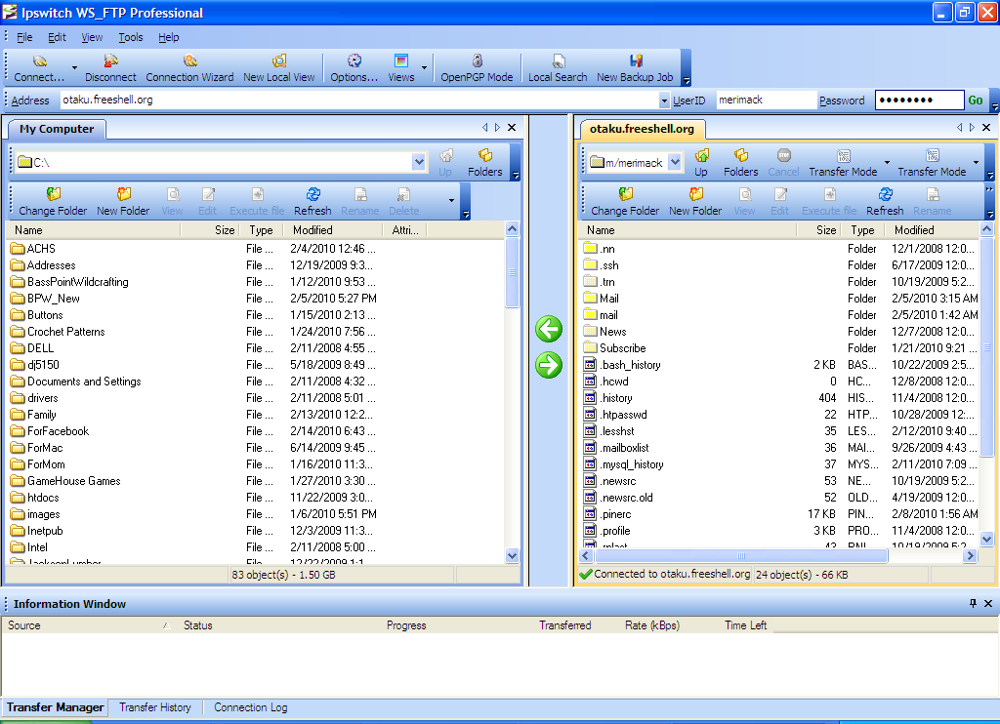 Ipswitch WS_FTP Professional
File Edit View Tools Help
Connect... Disconnect Connection Wizard New Local View Options... Views OpenPGP Mode Local Search New Backup Job
Address otaku.freeshell.org UserID merimack Password •••••••• Go
My Computer
C:\ Up Folders
Change Folder New Folder View Edit Execute file Refresh Rename Delete
Name Size Type Modified Attri...
ACHS File ... 2/4/2010 12:46 ...
Addresses File ... 12/19/2009 9:3...
BassPointWildcrafting File ... 1/12/2010 9:53 ...
BPW_New File ... 2/5/2010 5:27 PM
Buttons File ... 1/15/2010 2:13 ...
Crochet Patterns File ... 1/24/2010 7:56 ...
DELL File ... 2/11/2008 4:55 ...
dj5150 File ... 5/18/2009 8:49 ...
Documents and Settings File ... 2/11/2008 4:32 ...
drivers File ... 2/11/2008 5:01 ...
Family File ... 2/13/2010 12:2...
ForFacebook File ... 2/14/2010 6:43 ...
ForMac File ... 6/14/2009 9:45 ...
ForMom File ... 1/16/2010 11:3...
GameHouse Games File ... 1/27/2010 3:30 ...
htdocs File ... 11/22/2009 3:0...
images File ... 1/6/2010 5:51 PM
Inetpub File ... 12/3/2009 11:3...
Intel File ... 2/11/2008 5:00 ...
JacksonLumber File ... 12/22/2009 1:1...
83 object(s) - 1.50 GB
otaku.freeshell.org
m/merimack Up Folders Cancel Transfer Mode Transfer Mode
Change Folder New Folder View Edit Execute file Refresh Rename
Name Size Type Modified
.nn Folder 12/1/2008 12:0...
.ssh Folder 6/17/2009 12:0...
.trn Folder 10/19/2009 5:2...
Mail Folder 2/5/2010 3:15 AM
mail Folder 2/5/2010 1:42 AM
News Folder 12/7/2008 12:0...
Subscribe Folder 1/21/2010 9:21 ...
.bash_history 2 KB BAS... 10/22/2009 2:5...
.hcwd 0 HC... 12/8/2008 12:0...
.history 404 HIS... 11/4/2008 12:0...
.htpasswd 22 HTP... 10/28/2009 12:...
.lesshst 35 LES... 2/12/2010 9:40 ...
.mailboxlist 36 MAI... 9/26/2009 4:43 ...
.mysql_history 37 MYS... 2/11/2010 7:09 ...
.newsrc 53 NE... 10/19/2009 5:2...
.newsrc.old 52 OLD... 4/19/2009 12:0...
.pinerc 17 KB PIN... 2/8/2010 1:56 AM
.profile 3 KB PRO... 11/4/2008 12:0...
.rnlast 43 RNL... 10/19/2009 5:2...
Connected to otaku.freeshell.org 24 object(s) - 66 KB
Information Window
Source Status Progress Transferred Rate (kBps) Time Left
Transfer Manager Transfer History Connection Log